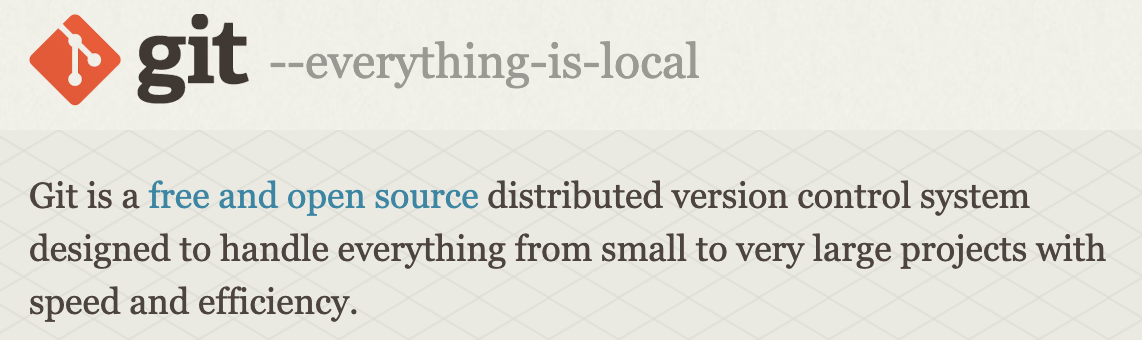 git --everything-is-local
Git is a free and open source distributed version control system
designed to handle everything from small to very large projects with
speed and efficiency.